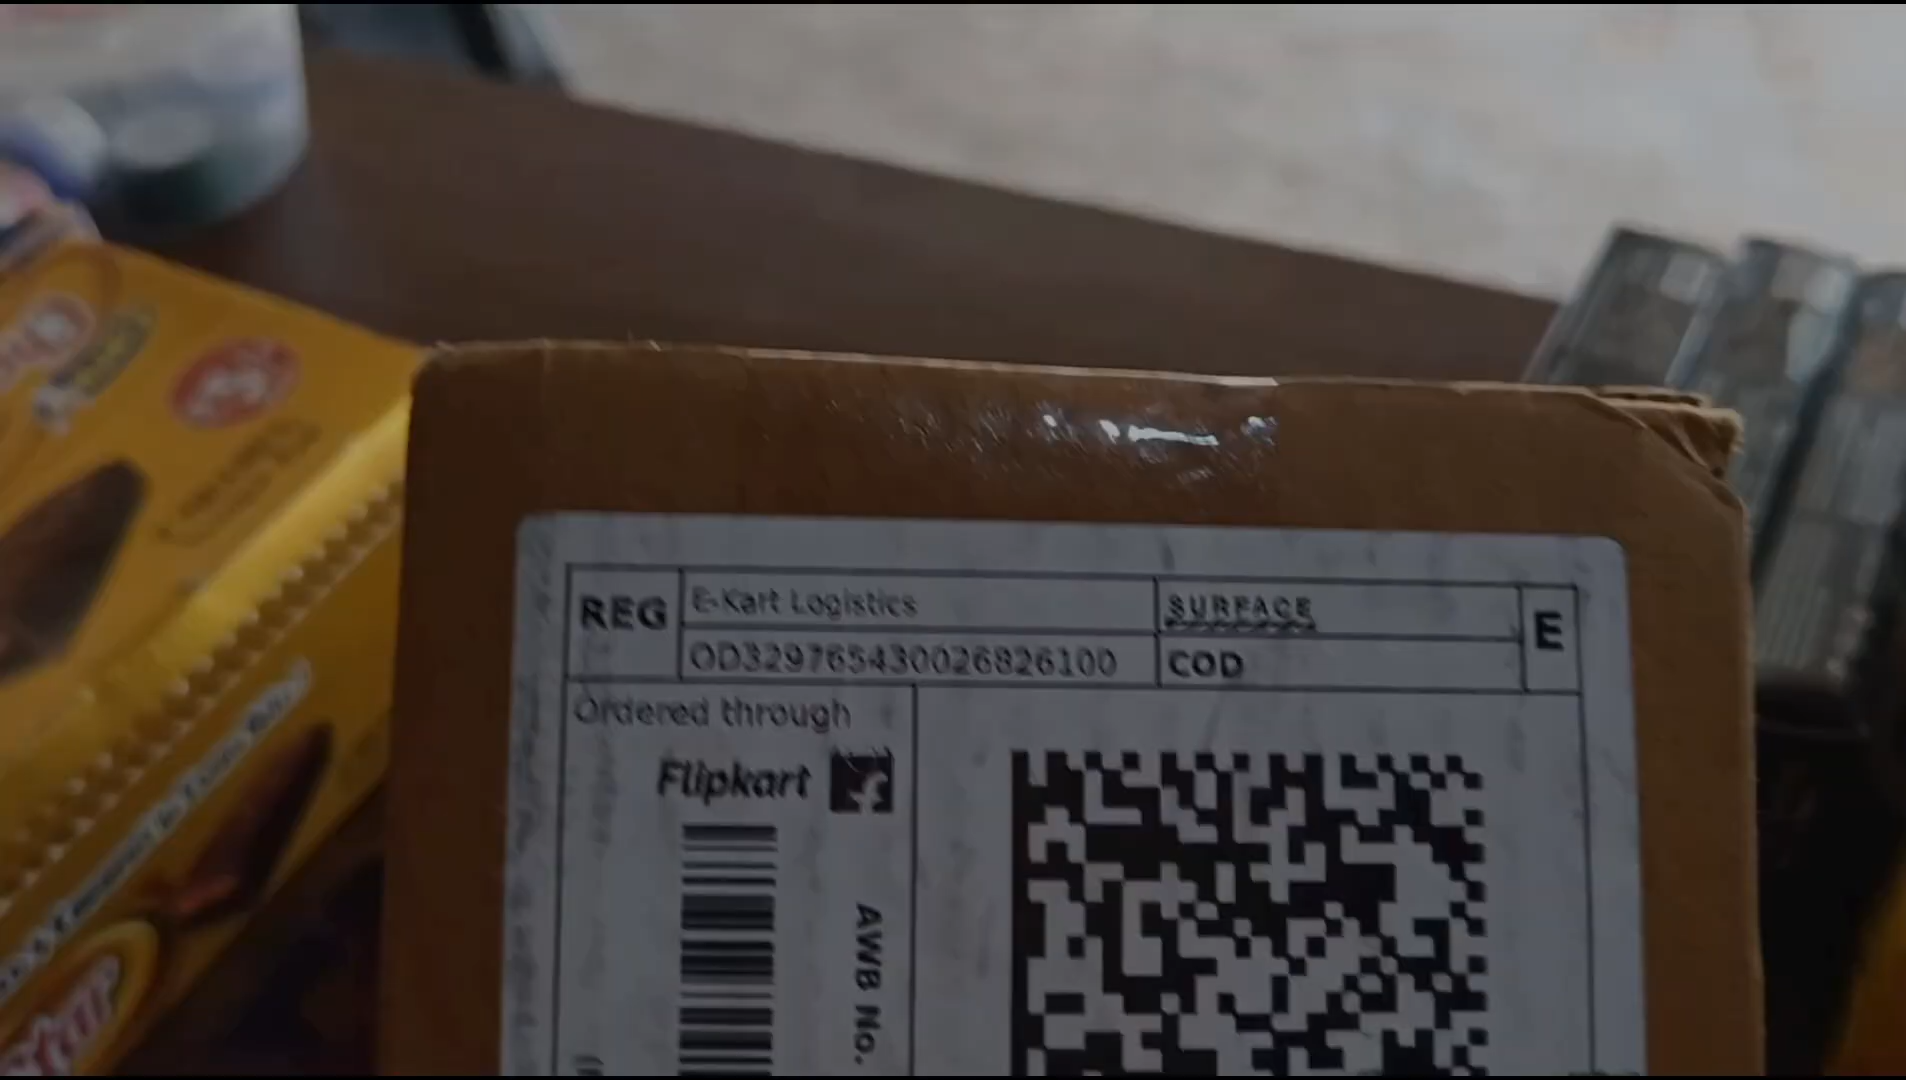 REG
E-Kart Logistics
SURFACE
E
OD329765430026826100
COD
Ordered through
Flipkart
AWB No.